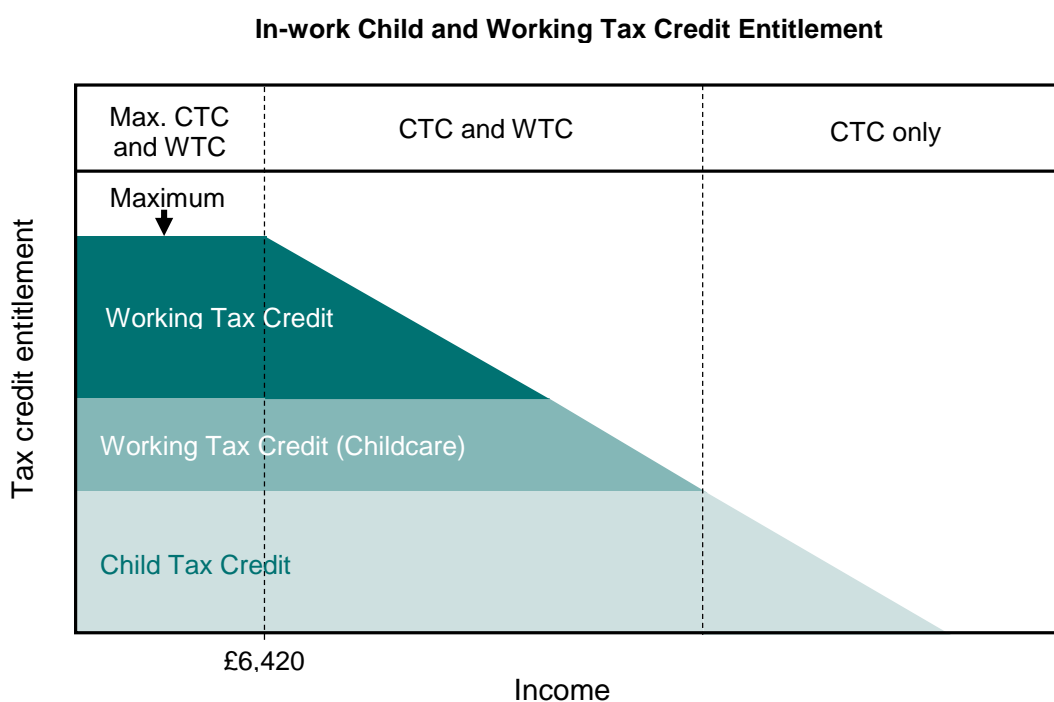 In-work Child and Working Tax Credit Entitlement
Max. CTC
and WTC
CTC and WTC
CTC only
Maximum
Working Tax Credit
Working Tax Credit (Childcare)
Child Tax Credit
Tax credit entitlement
£6,420
Income